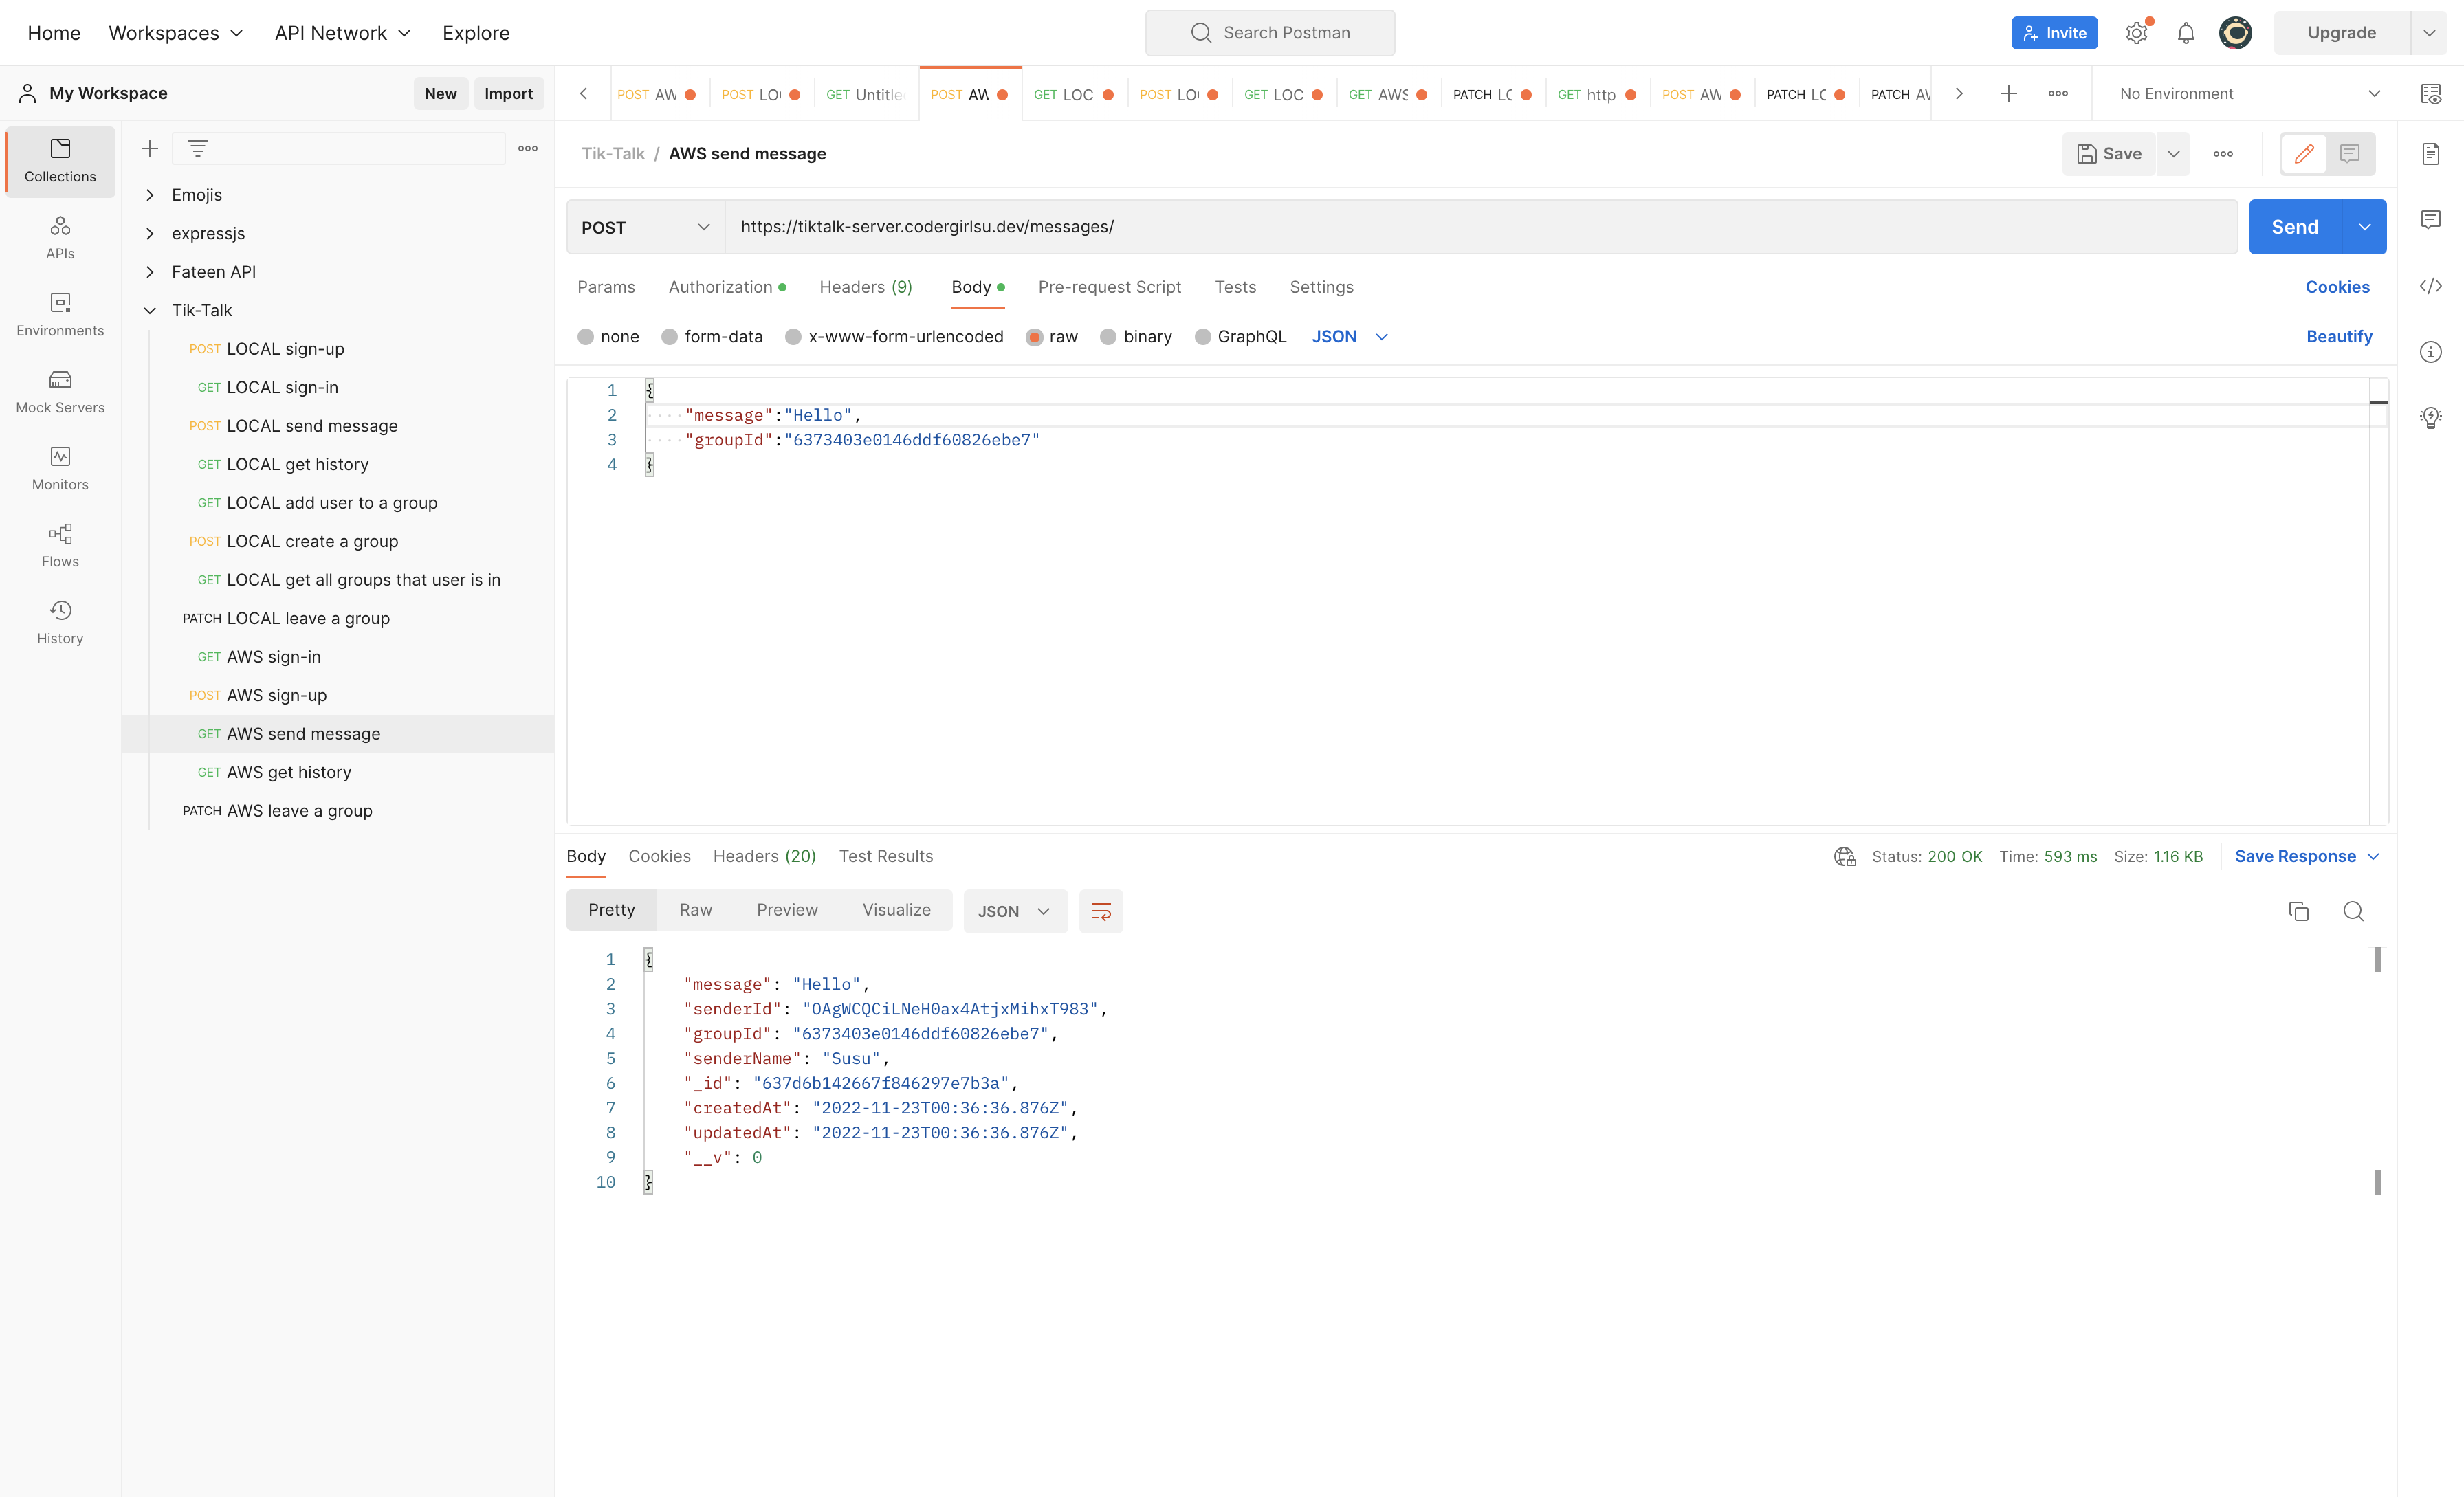 Home Workspaces API Network Explore Search Postman Invite Upgrade
My Workspace New Import
POST AW POST LO GET Untitle POST AW GET LOC POST LO GET LOC GET AWS PATCH LC GET http POST AW PATCH LC PATCH AW No Environment
Collections
APIs
Environments
Mock Servers
Monitors
Flows
History
Emojis
expressjs
Fateen API
Tik-Talk
POST LOCAL sign-up
GET LOCAL sign-in
POST LOCAL send message
GET LOCAL get history
GET LOCAL add user to a group
POST LOCAL create a group
GET LOCAL get all groups that user is in
PATCH LOCAL leave a group
GET AWS sign-in
POST AWS sign-up
GET AWS send message
GET AWS get history
PATCH AWS leave a group
Tik-Talk / AWS send message Save
POST https://tiktalk-server.codergirlsu.dev/messages/ Send
Params Authorization Headers (9) Body Pre-request Script Tests Settings Cookies
none form-data x-www-form-urlencoded raw binary GraphQL JSON Beautify
1 {
2 "message":"Hello",
3 "groupId":"6373403e0146ddf60826ebe7"
4 }
Body Cookies Headers (20) Test Results Status: 200 OK Time: 593 ms Size: 1.16 KB Save Response
Pretty Raw Preview Visualize JSON
1 {
2 "message": "Hello",
3 "senderId": "OAgWCQCiLNeH0ax4AtjxMihxT983",
4 "groupId": "6373403e0146ddf60826ebe7",
5 "senderName": "Susu",
6 "_id": "637d6b142667f846297e7b3a",
7 "createdAt": "2022-11-23T00:36:36.876Z",
8 "updatedAt": "2022-11-23T00:36:36.876Z",
9 "__v": 0
10 }